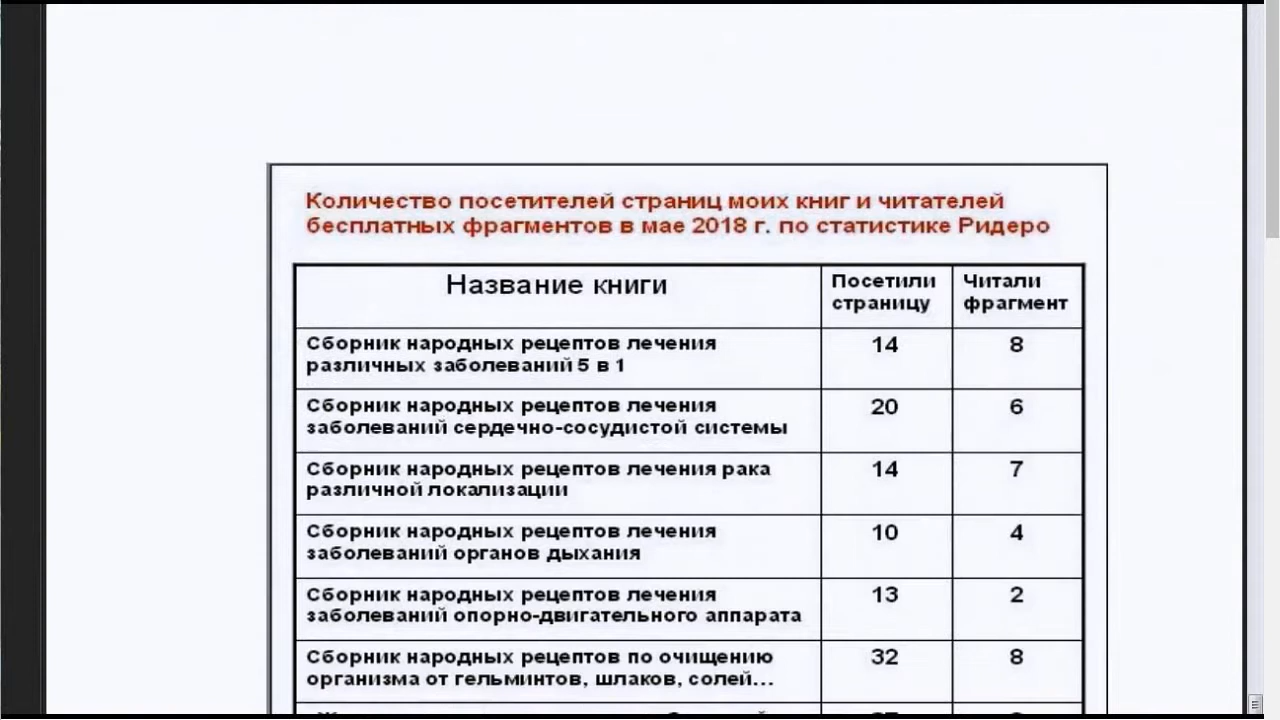 Количество посетителей страниц моих книг и читателей
бесплатных фрагментов в мае 2018 г. по статистике Ридеро
Название книги
Посетили
страницу
Читали
фрагмент
Сборник народных рецептов лечения
различных заболеваний 5 в 1
14
8
Сборник народных рецептов лечения
заболеваний сердечно-сосудистой системы
20
6
Сборник народных рецептов лечения рака
различной локализации
14
7
Сборник народных рецептов лечения
заболеваний органов дыхания
10
4
Сборник народных рецептов лечения
заболеваний опорно-двигательного аппарата
13
2
Сборник народных рецептов по очищению
организма от гельминтов, шлаков, солей...
32
8